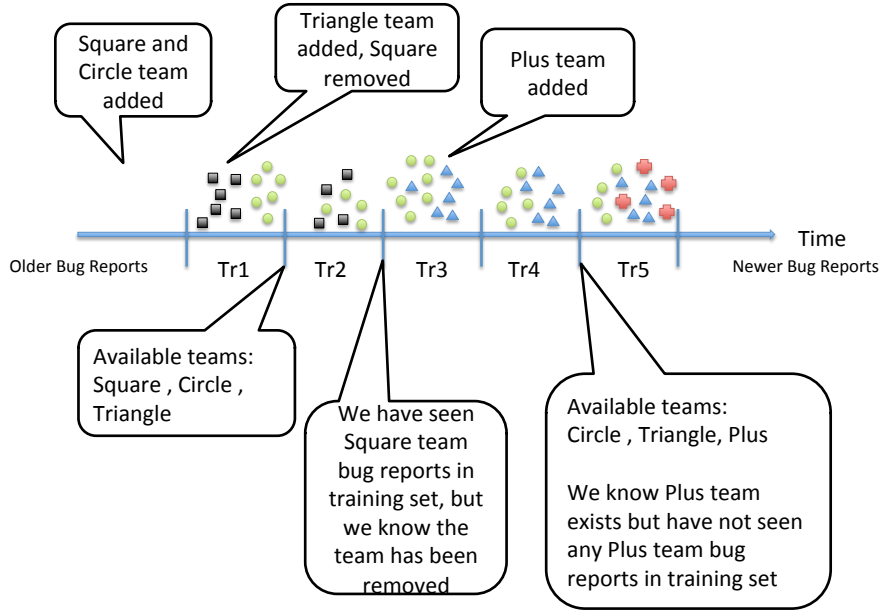 Square and
Circle team
added
Triangle team
added, Square
removed
Plus team
added
Time
Older Bug Reports
Tr1
Tr2
Tr3
Tr4
Tr5
Newer Bug Reports
Available teams:
Square , Circle ,
Triangle
We have seen
Square team
bug reports in
training set, but
we know the
team has been
removed
Available teams:
Circle , Triangle, Plus
We know Plus team
exists but have not seen
any Plus team bug
reports in training set